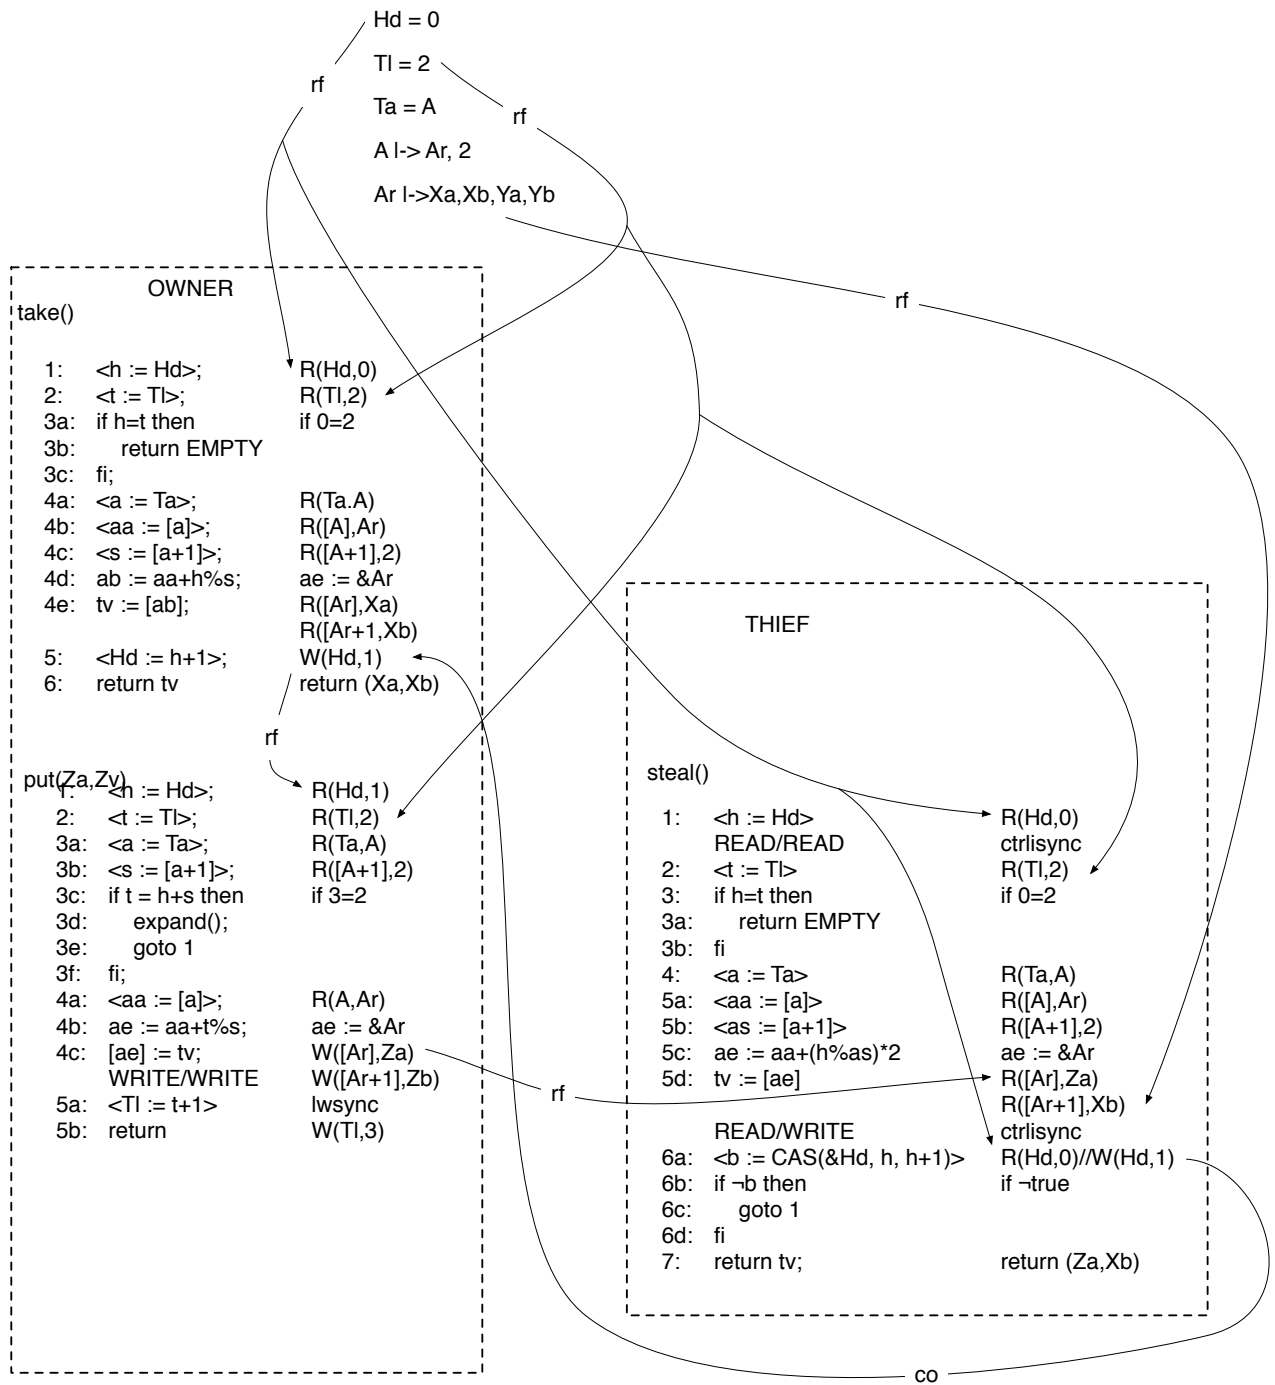 Hd = 0
Tl = 2
rf
rf
Ta = A
A l-> Ar, 2
Ar l->Xa,Xb,Ya,Yb
rf
OWNER
take()
1: <h := Hd>; R(Hd,0)
2: <t := Tl>; R(Tl,2)
3a: if h=t then if 0=2
3b: return EMPTY
3c: fi;
4a: <a := Ta>; R(Ta.A)
4b: <aa := [a]>; R([A],Ar)
4c: <s := [a+1]>; R([A+1],2)
4d: ab := aa+h%s; ae := &Ar
4e: tv := [ab]; R([Ar],Xa)
R([Ar+1,Xb)
5: <Hd := h+1>; W(Hd,1)
6: return tv return (Xa,Xb)
rf
put(Za,Zv)
1: <h := Hd>; R(Hd,1)
2: <t := Tl>; R(Tl,2)
3a: <a := Ta>; R(Ta,A)
3b: <s := [a+1]>; R([A+1],2)
3c: if t = h+s then if 3=2
3d: expand();
3e: goto 1
3f: fi;
4a: <aa := [a]>; R(A,Ar)
4b: ae := aa+t%s; ae := &Ar
4c: [ae] := tv; W([Ar],Za)
WRITE/WRITE W([Ar+1],Zb)
5a: <Tl := t+1> lwsync
5b: return W(Tl,3)
rf
THIEF
steal()
1: <h := Hd> R(Hd,0)
READ/READ ctrlisync
2: <t := Tl> R(Tl,2)
3: if h=t then if 0=2
3a: return EMPTY
3b: fi
4: <a := Ta> R(Ta,A)
5a: <aa := [a]> R([A],Ar)
5b: <as := [a+1]> R([A+1],2)
5c: ae := aa+(h%as)*2 ae := &Ar
5d: tv := [ae] R([Ar],Za)
R([Ar+1],Xb)
READ/WRITE ctrlisync
6a: <b := CAS(&Hd, h, h+1)> R(Hd,0)//W(Hd,1)
6b: if ¬b then if ¬true
6c: goto 1
6d: fi
7: return tv; return (Za,Xb)
co